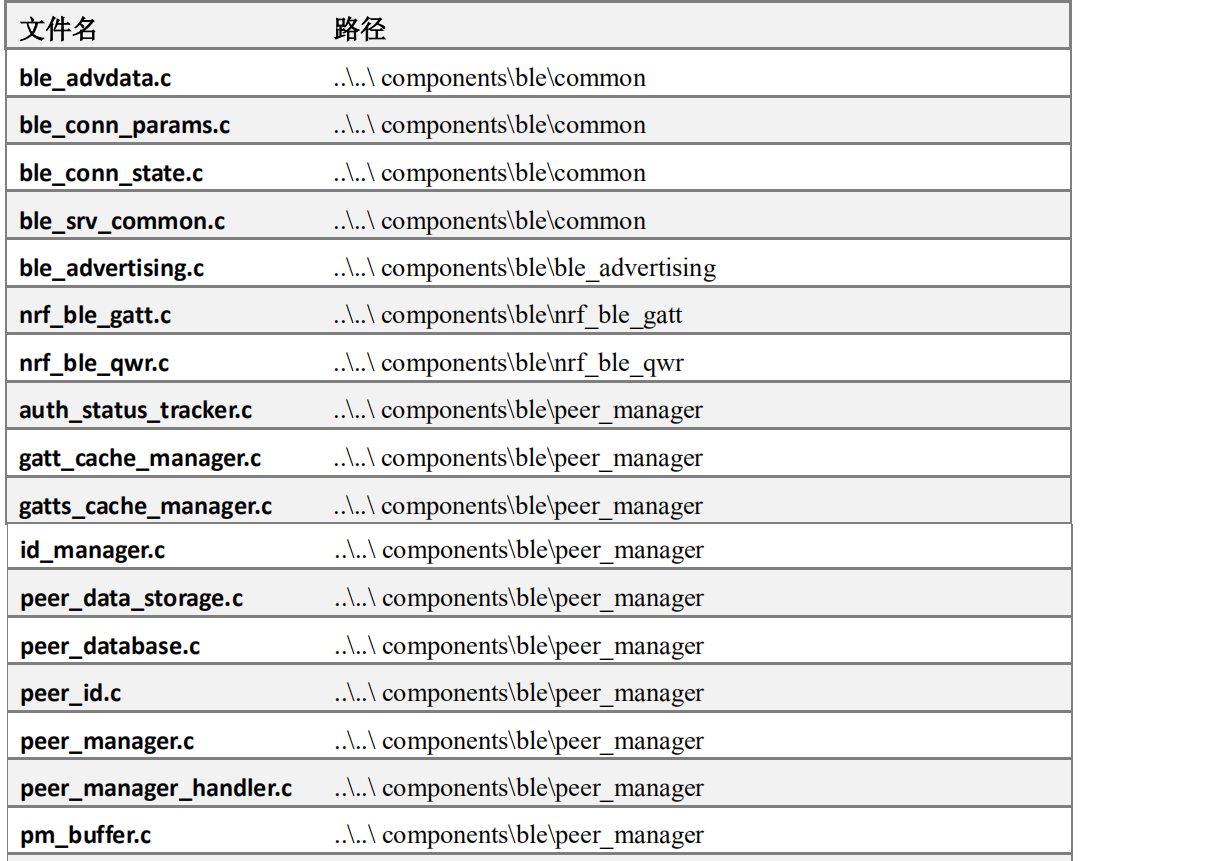 文件名 路径
ble_advdata.c ..\..\ components\ble\common
ble_conn_params.c ..\..\ components\ble\common
ble_conn_state.c ..\..\ components\ble\common
ble_srv_common.c ..\..\ components\ble\common
ble_advertising.c ..\..\ components\ble\ble_advertising
nrf_ble_gatt.c ..\..\ components\ble\nrf_ble_gatt
nrf_ble_qwr.c ..\..\ components\ble\nrf_ble_qwr
auth_status_tracker.c ..\..\ components\ble\peer_manager
gatt_cache_manager.c ..\..\ components\ble\peer_manager
gatts_cache_manager.c ..\..\ components\ble\peer_manager
id_manager.c ..\..\ components\ble\peer_manager
peer_data_storage.c ..\..\ components\ble\peer_manager
peer_database.c ..\..\ components\ble\peer_manager
peer_id.c ..\..\ components\ble\peer_manager
peer_manager.c ..\..\ components\ble\peer_manager
peer_manager_handler.c ..\..\ components\ble\peer_manager
pm_buffer.c ..\..\ components\ble\peer_manager